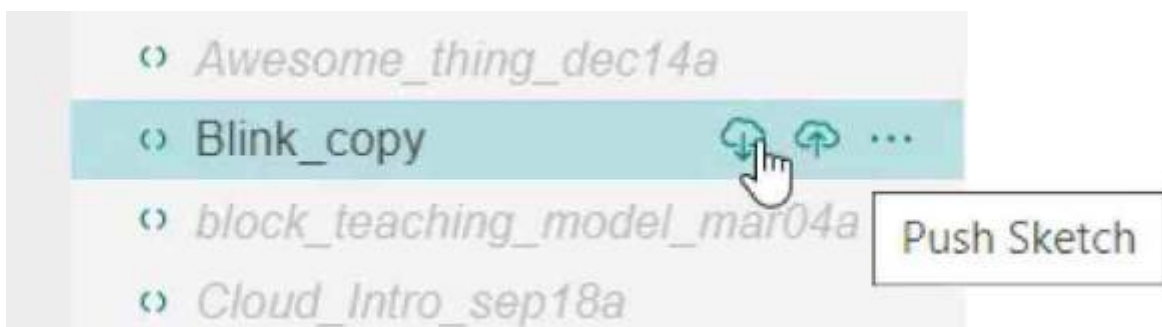 Awesome_thing_dec14a
Blink_copy
block_teaching_model_mar04a
Push Sketch
Cloud_Intro_sep18a